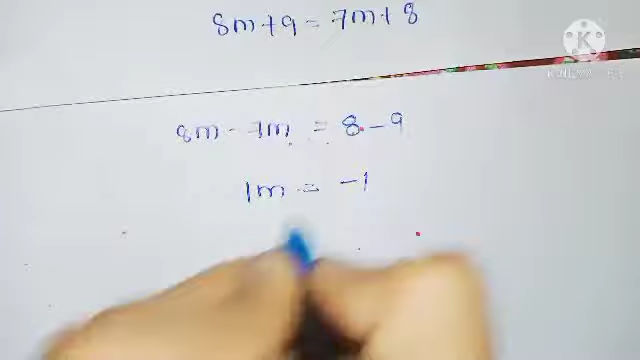 8m+9 = 7m+8
8m - 7m = 8 - 9
1m = -1